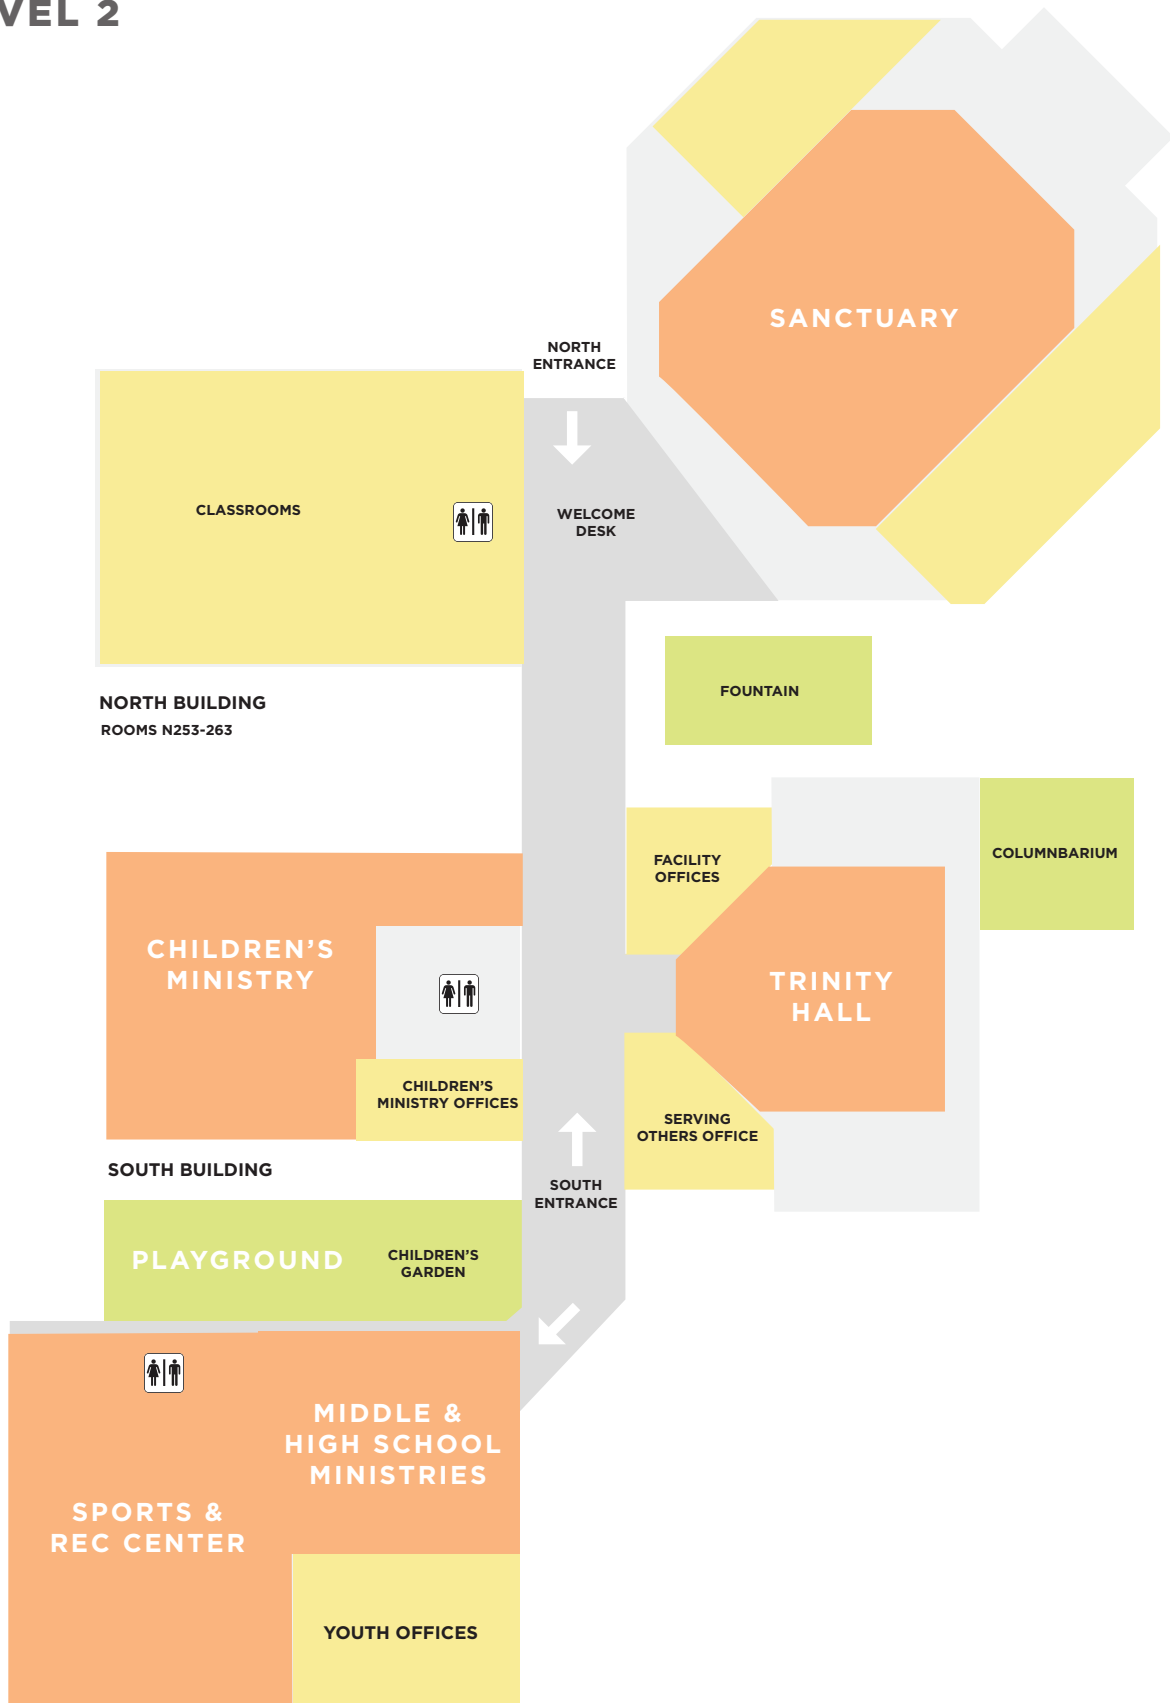 VEL 2
SANCTUARY
NORTH
ENTRANCE
CLASSROOMS
WELCOME
DESK
FOUNTAIN
NORTH BUILDING
ROOMS N253-263
FACILITY
OFFICES
COLUMNBARIUM
CHILDREN’S
MINISTRY
TRINITY
HALL
CHILDREN’S
MINISTRY OFFICES
SERVING
OTHERS OFFICE
SOUTH BUILDING
SOUTH
ENTRANCE
PLAYGROUND
CHILDREN’S
GARDEN
MIDDLE &
HIGH SCHOOL
MINISTRIES
SPORTS &
REC CENTER
YOUTH OFFICES